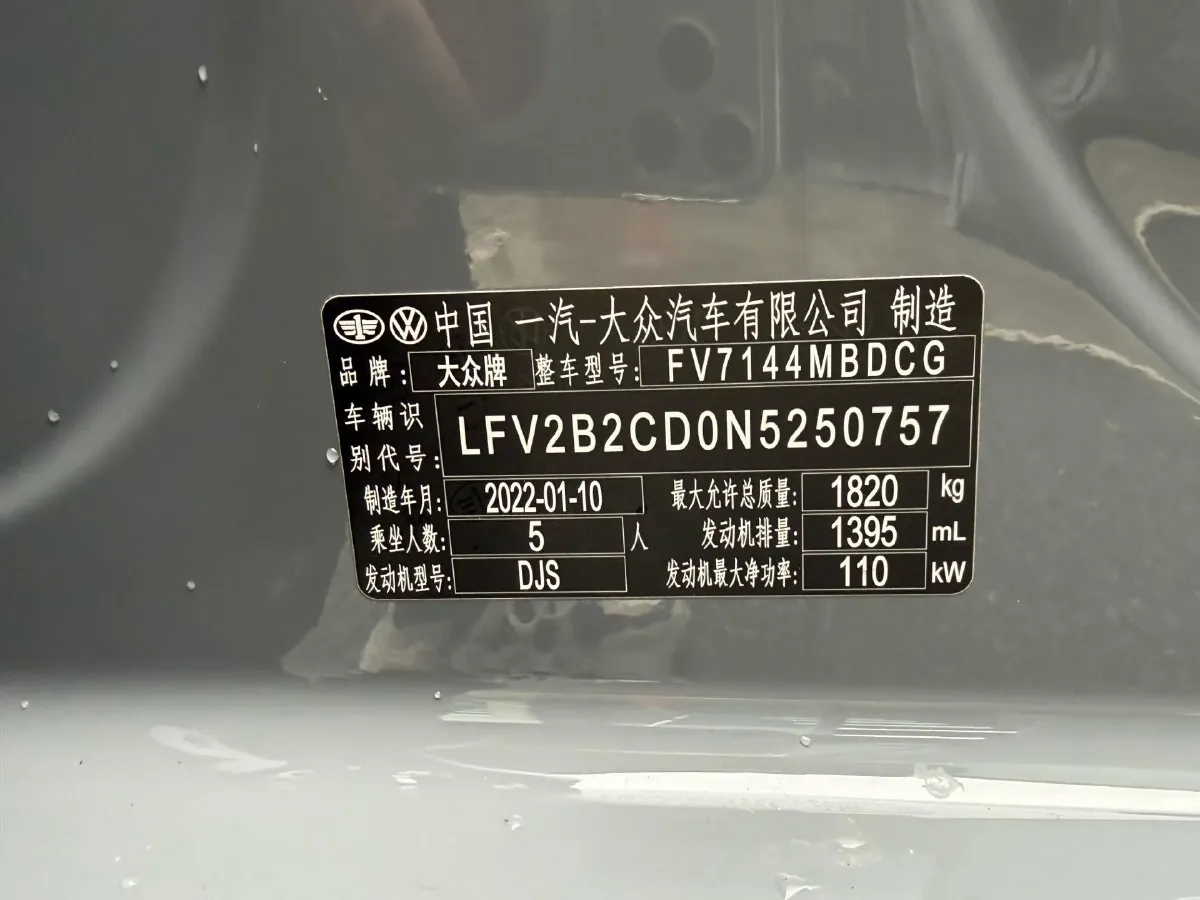 中国 一汽-大众汽车有限公司 制造
品牌: 大众牌 整车型号: FV7144MBDCG
车辆识别代号: LFV2B2CD0N5250757
制造年月: 2022-01-10 最大允许总质量: 1820 kg
乘坐人数: 5 人 发动机排量: 1395 mL
发动机型号: DJS 发动机最大净功率: 110 kW